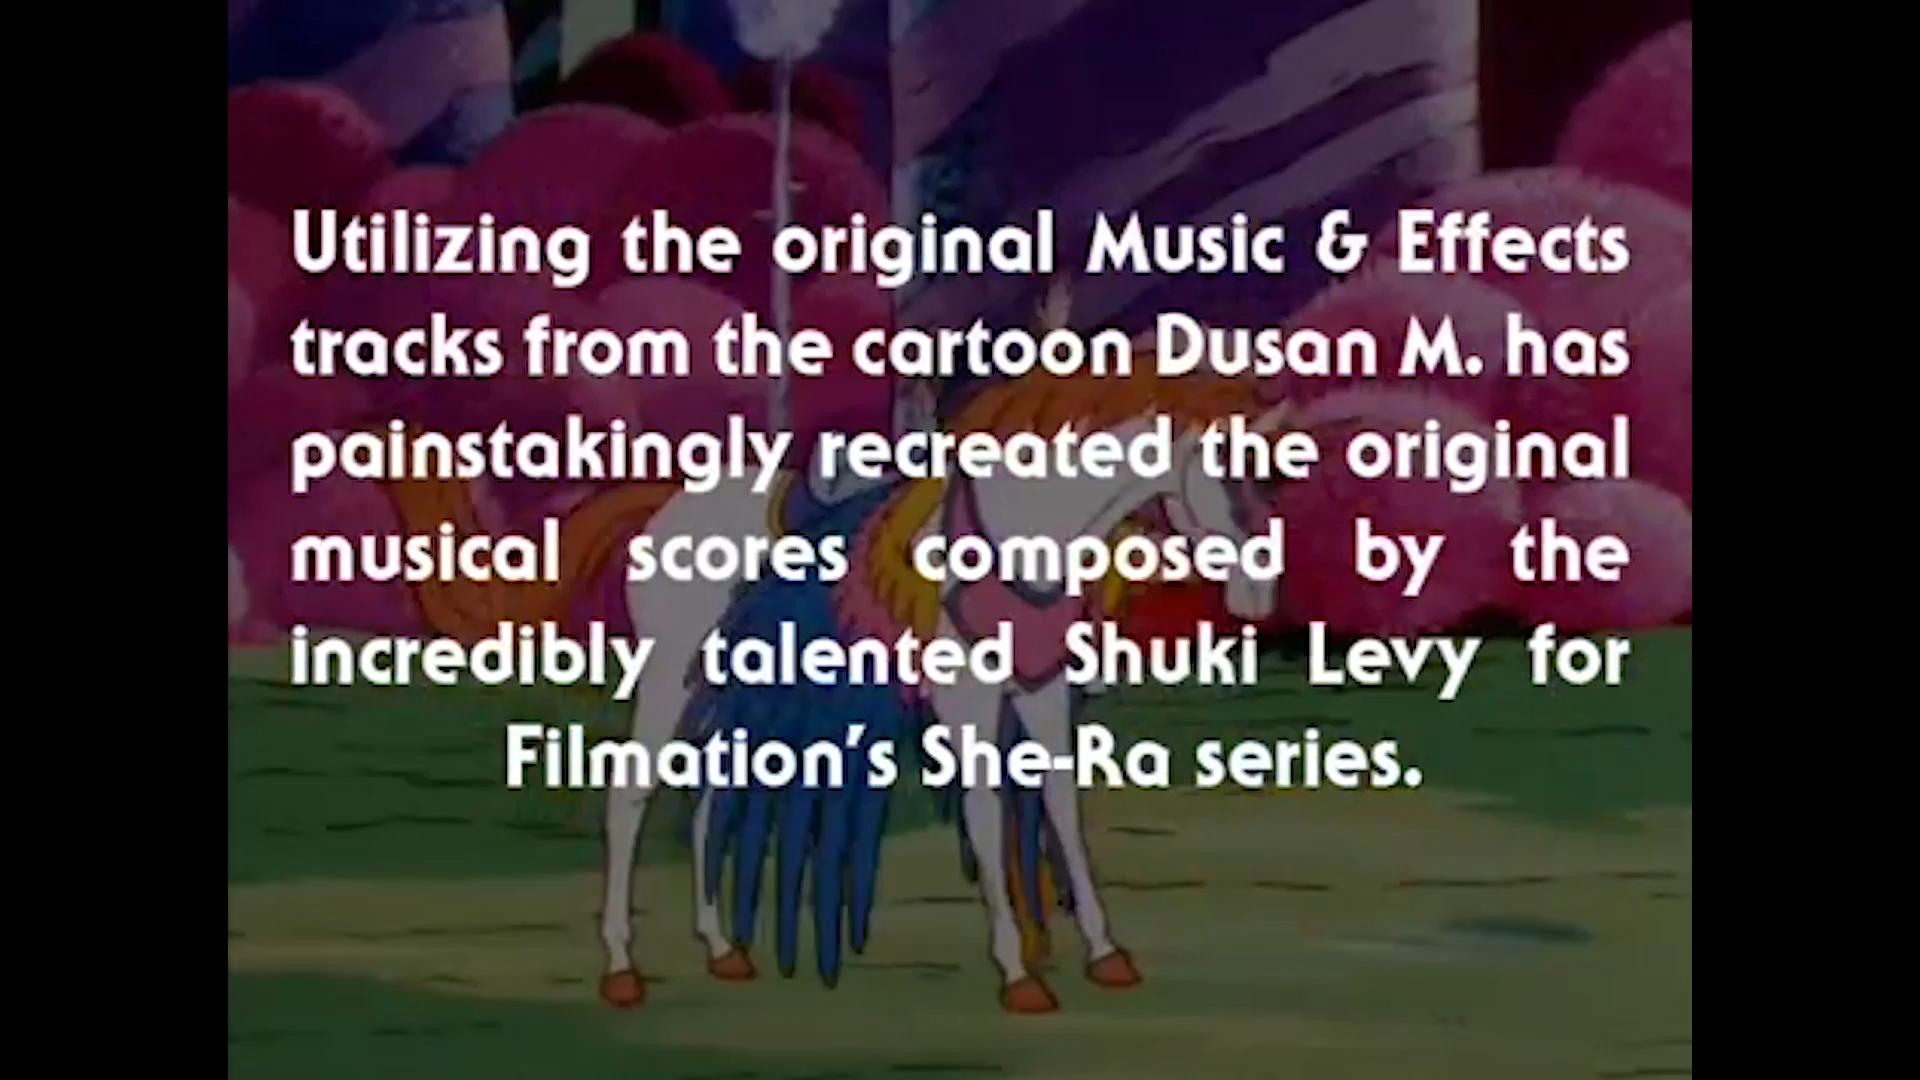 Utilizing the original Music & Effects
tracks from the cartoon Dusan M. has
painstakingly recreated the original
musical scores composed by the
incredibly talented Shuki Levy for
Filmation's She-Ra series.